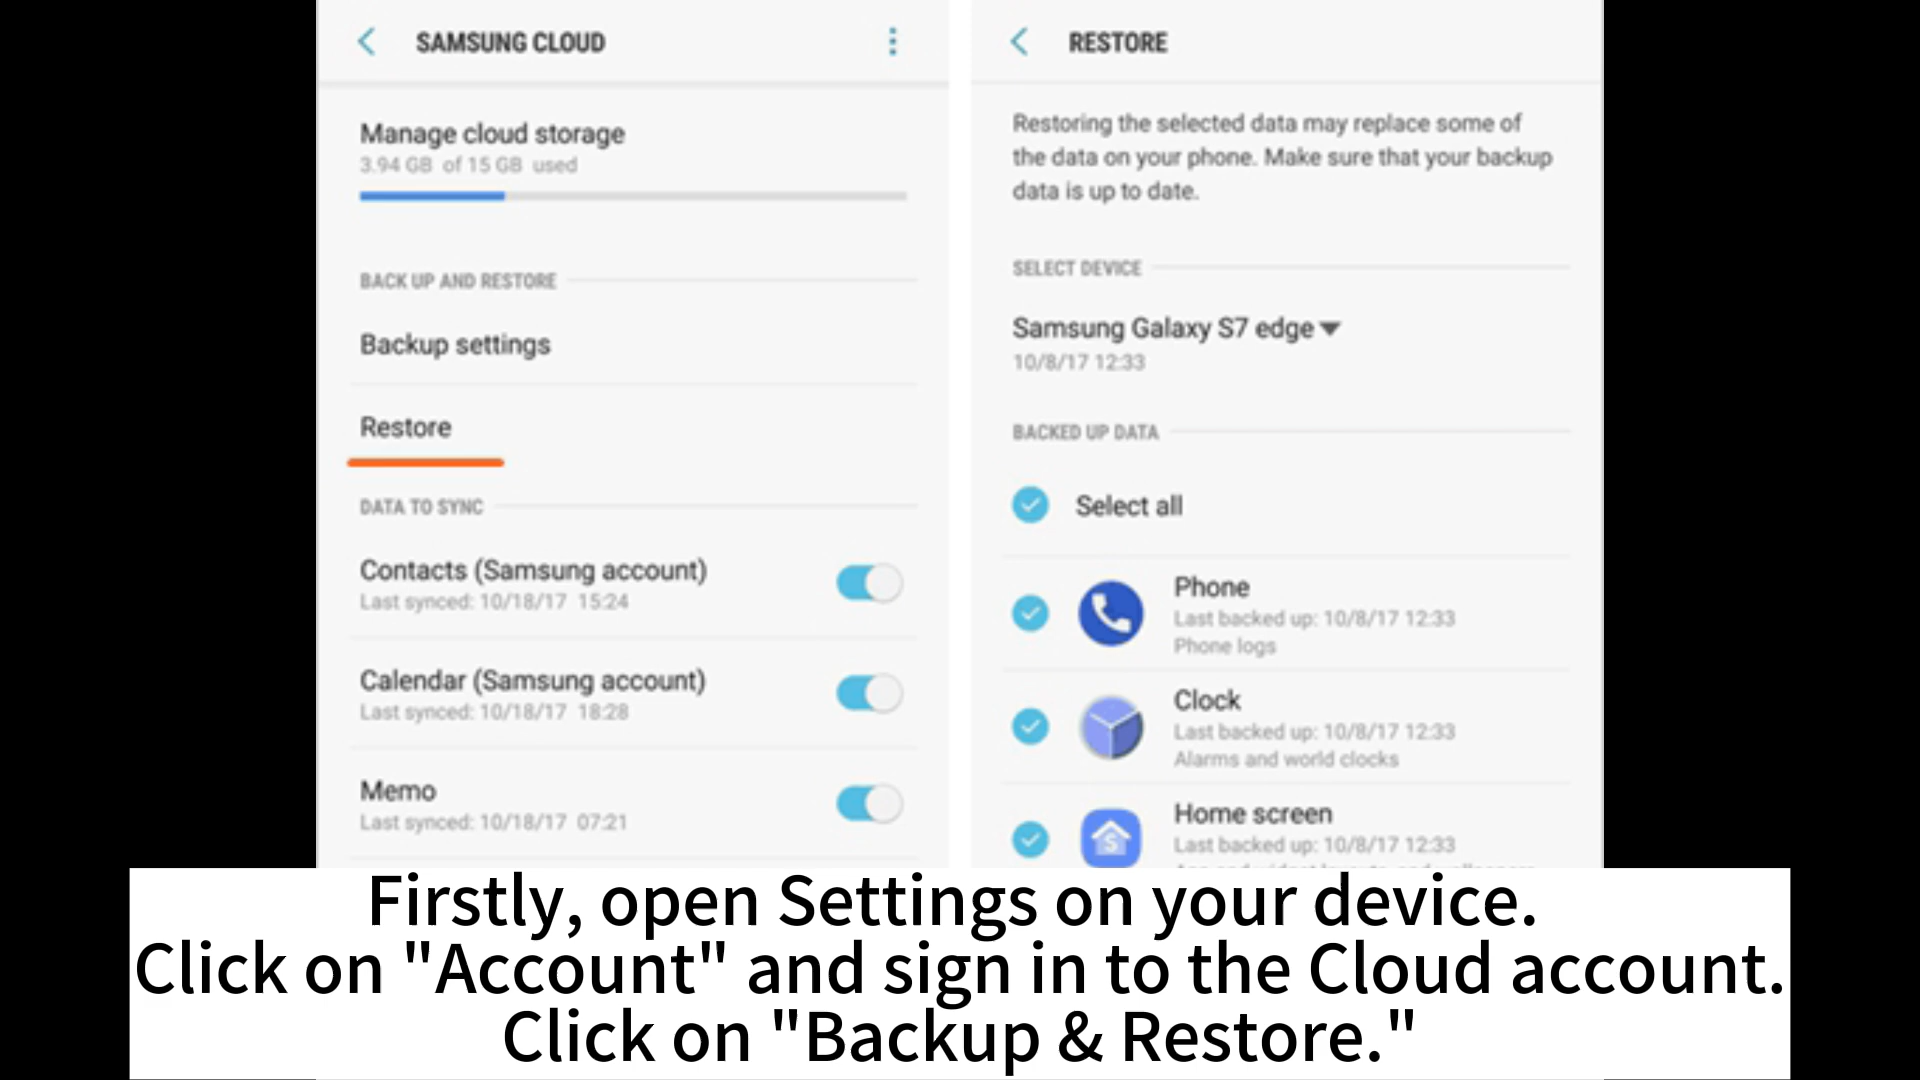 SAMSUNG CLOUD
Manage cloud storage
3.94 GB of 15 GB used
BACK UP AND RESTORE
Backup settings
Restore
DATA TO SYNC
Contacts (Samsung account)
Last synced: 10/18/17 15:24
Calendar (Samsung account)
Last synced: 10/18/17 18:28
Memo
Last synced: 10/18/17 07:21
RESTORE
Restoring the selected data may replace some of
the data on your phone. Make sure that your backup
data is up to date.
SELECT DEVICE
Samsung Galaxy S7 edge
10/8/17 12:33
BACKED UP DATA
Select all
Phone
Last backed up: 10/8/17 12:33
Phone logs
Clock
Last backed up: 10/8/17 12:33
Alarms and world clocks
Home screen
Last backed up: 10/8/17 12:33
Firstly, open Settings on your device.
Click on "Account" and sign in to the Cloud account.
Click on "Backup & Restore."